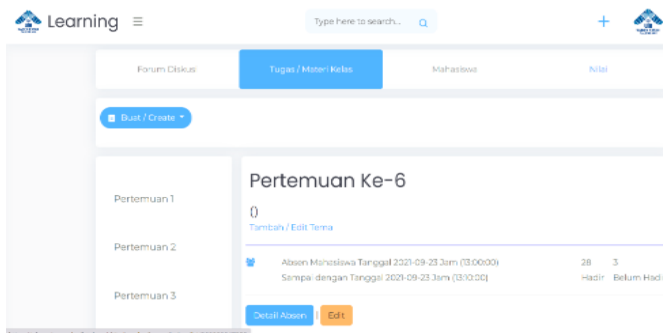 Learning
Type here to search...
Forum Diskusi
Tugas / Materi Kelas
Mahasiswa
Nilai
Buat / Create
Pertemuan 1
Pertemuan 2
Pertemuan 3
Pertemuan Ke-6
()
Tambah / Edit Tema
Absen Mahasiswa Tanggal 2021-09-23 Jam (13:00:00) 28 3
Sampai dengan Tanggal 2021-09-23 Jam (13:10:00) Hadir Belum Hadi
Detail Absen | Edit